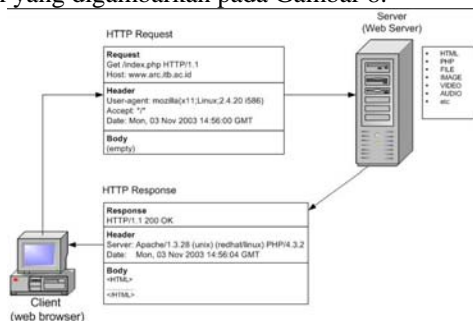 yang digambarkan pada Gambar
Server
(Web Server)
HTTP Request
Request
Get /index.php HTTP/1.1
Host: www.arc.itb.ac.id
Header
User-agent: mozilla(x11;Linux;2.4.20 i586)
Accept: "/"
Date: Mon, 03 Nov 2003 14:56:00 GMT
Body
(empty)
• HTML
• PHP
• FILE
• IMAGE
• VIDEO
• AUDIO
• etc
HTTP Response
Response
HTTP/1.1 200 OK
Header
Server: Apache/1.3.28 (unix) (redhat/linux) PHP/4.3.2
Date: Mon, 03 Nov 2003 14:56:04 GMT
Body
<HTML>
</HTML>
Client
(web browser)